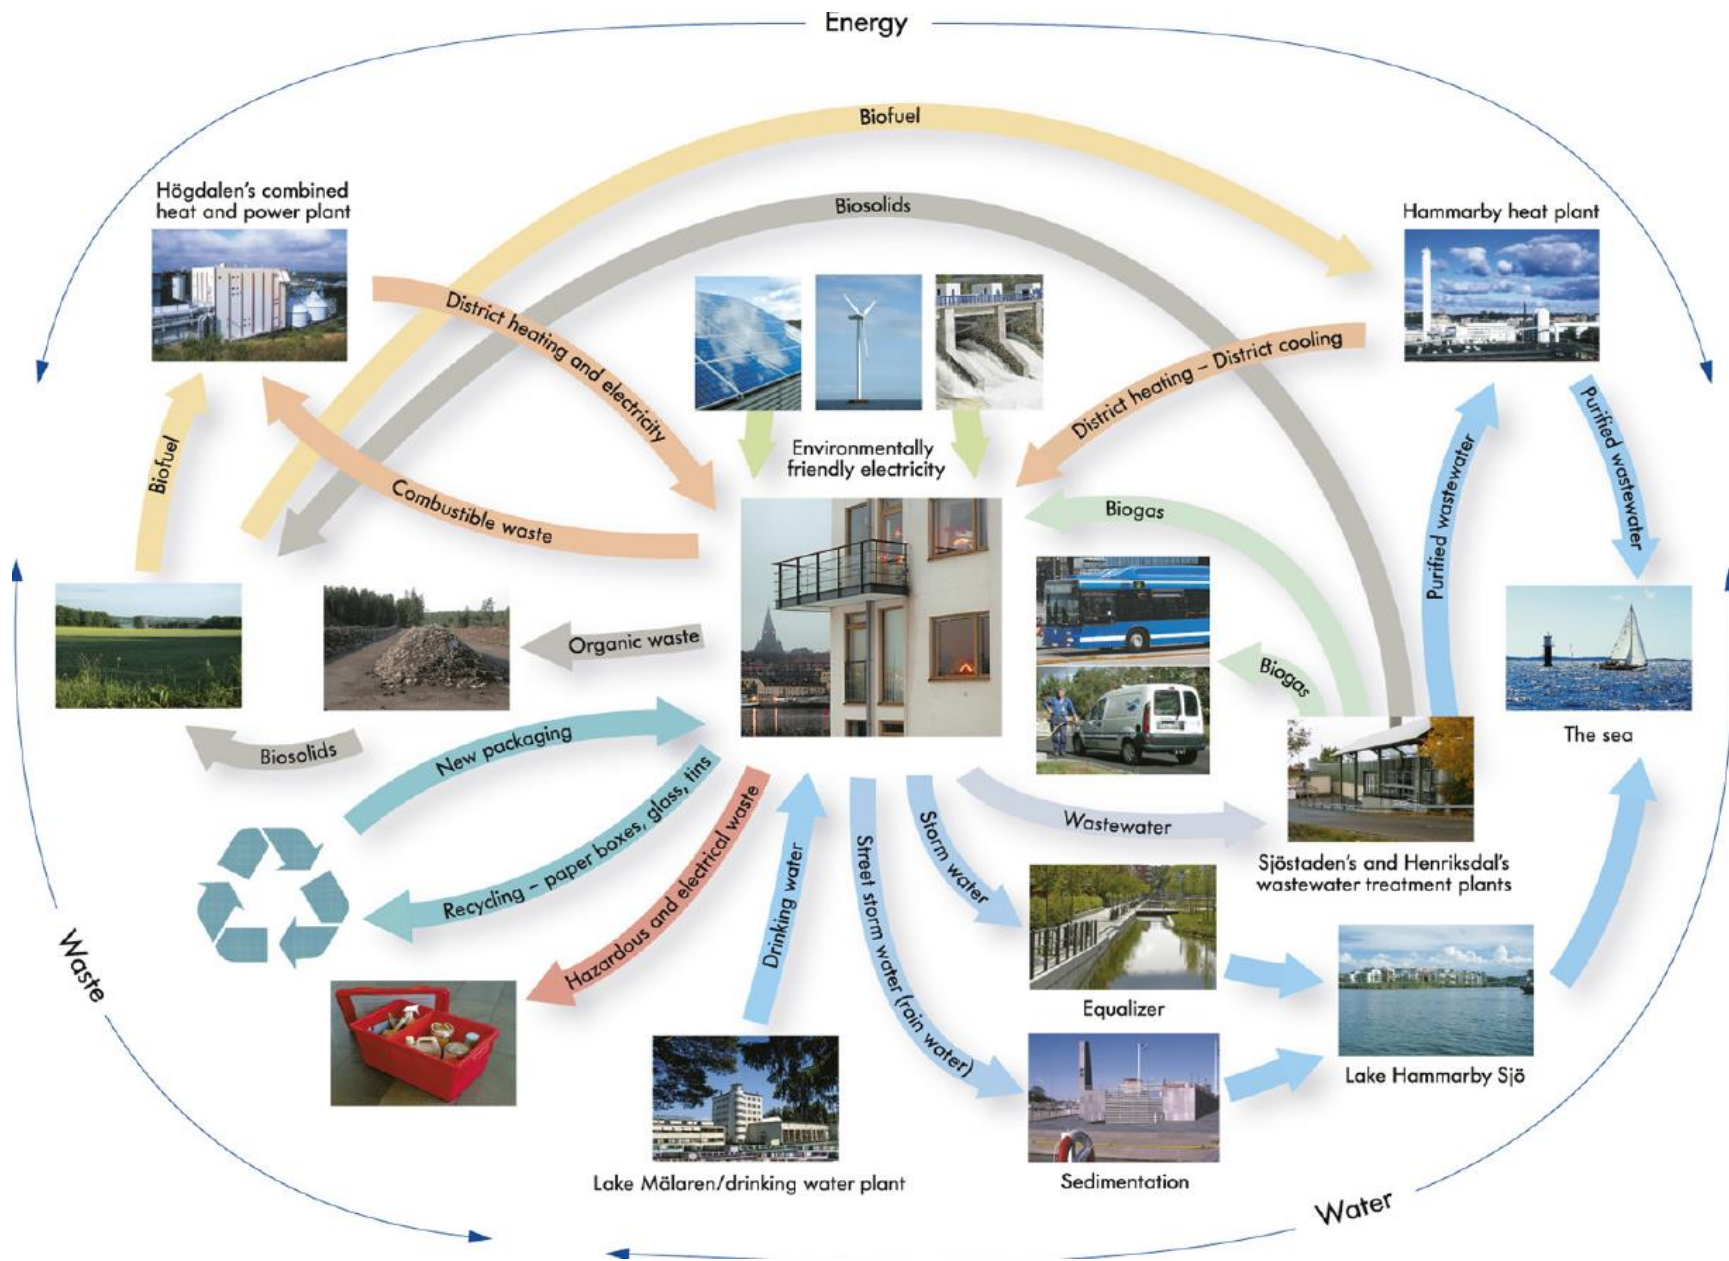 Energy
Biofuel
Högdalen's combined
heat and power plant
Biosolids
Hammarby heat plant
District heating and electricity
District heating – District cooling
Environmentally
friendly electricity
Biofuel
Combustible waste
Biogas
Purified wastewater
Purified wastewater
Organic waste
Biogas
Biosolids
New packaging
The sea
Recycling – paper boxes, glass, tins
Hazardous and electrical waste
Drinking water
Street storm water (rain water)
Storm water
Wastewater
Sjöstaden's and Henriksdal's
wastewater treatment plants
Waste
Equalizer
Lake Hammarby Sjö
Lake Mälaren/drinking water plant
Sedimentation
Water